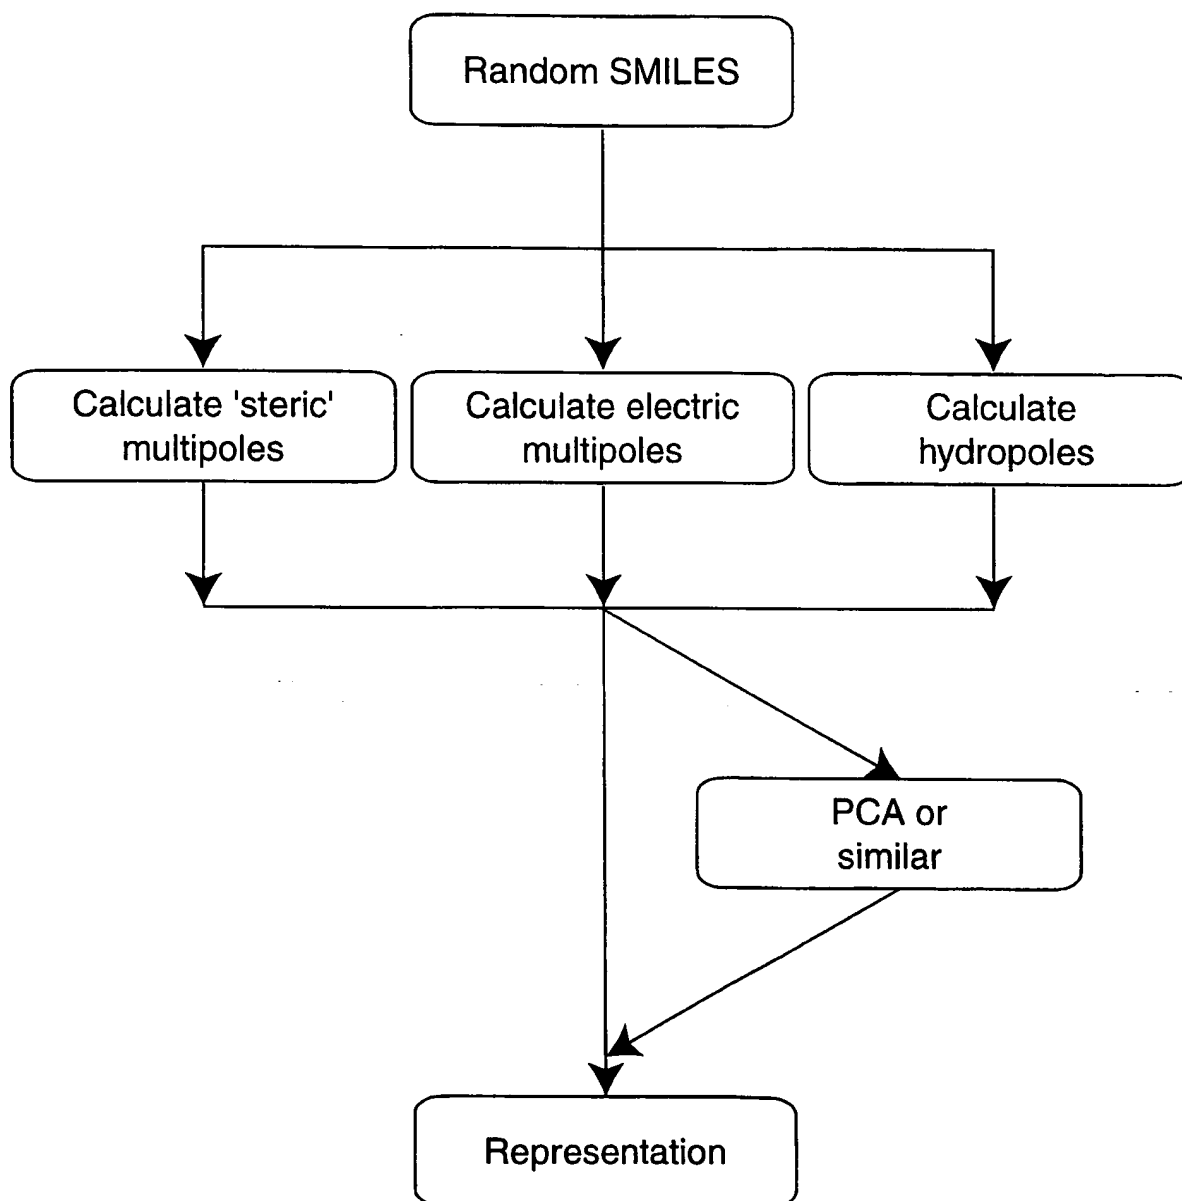 Random SMILES
Calculate 'steric'
multipoles
Calculate electric
multipoles
Calculate
hydropoles
PCA or
similar
Representation